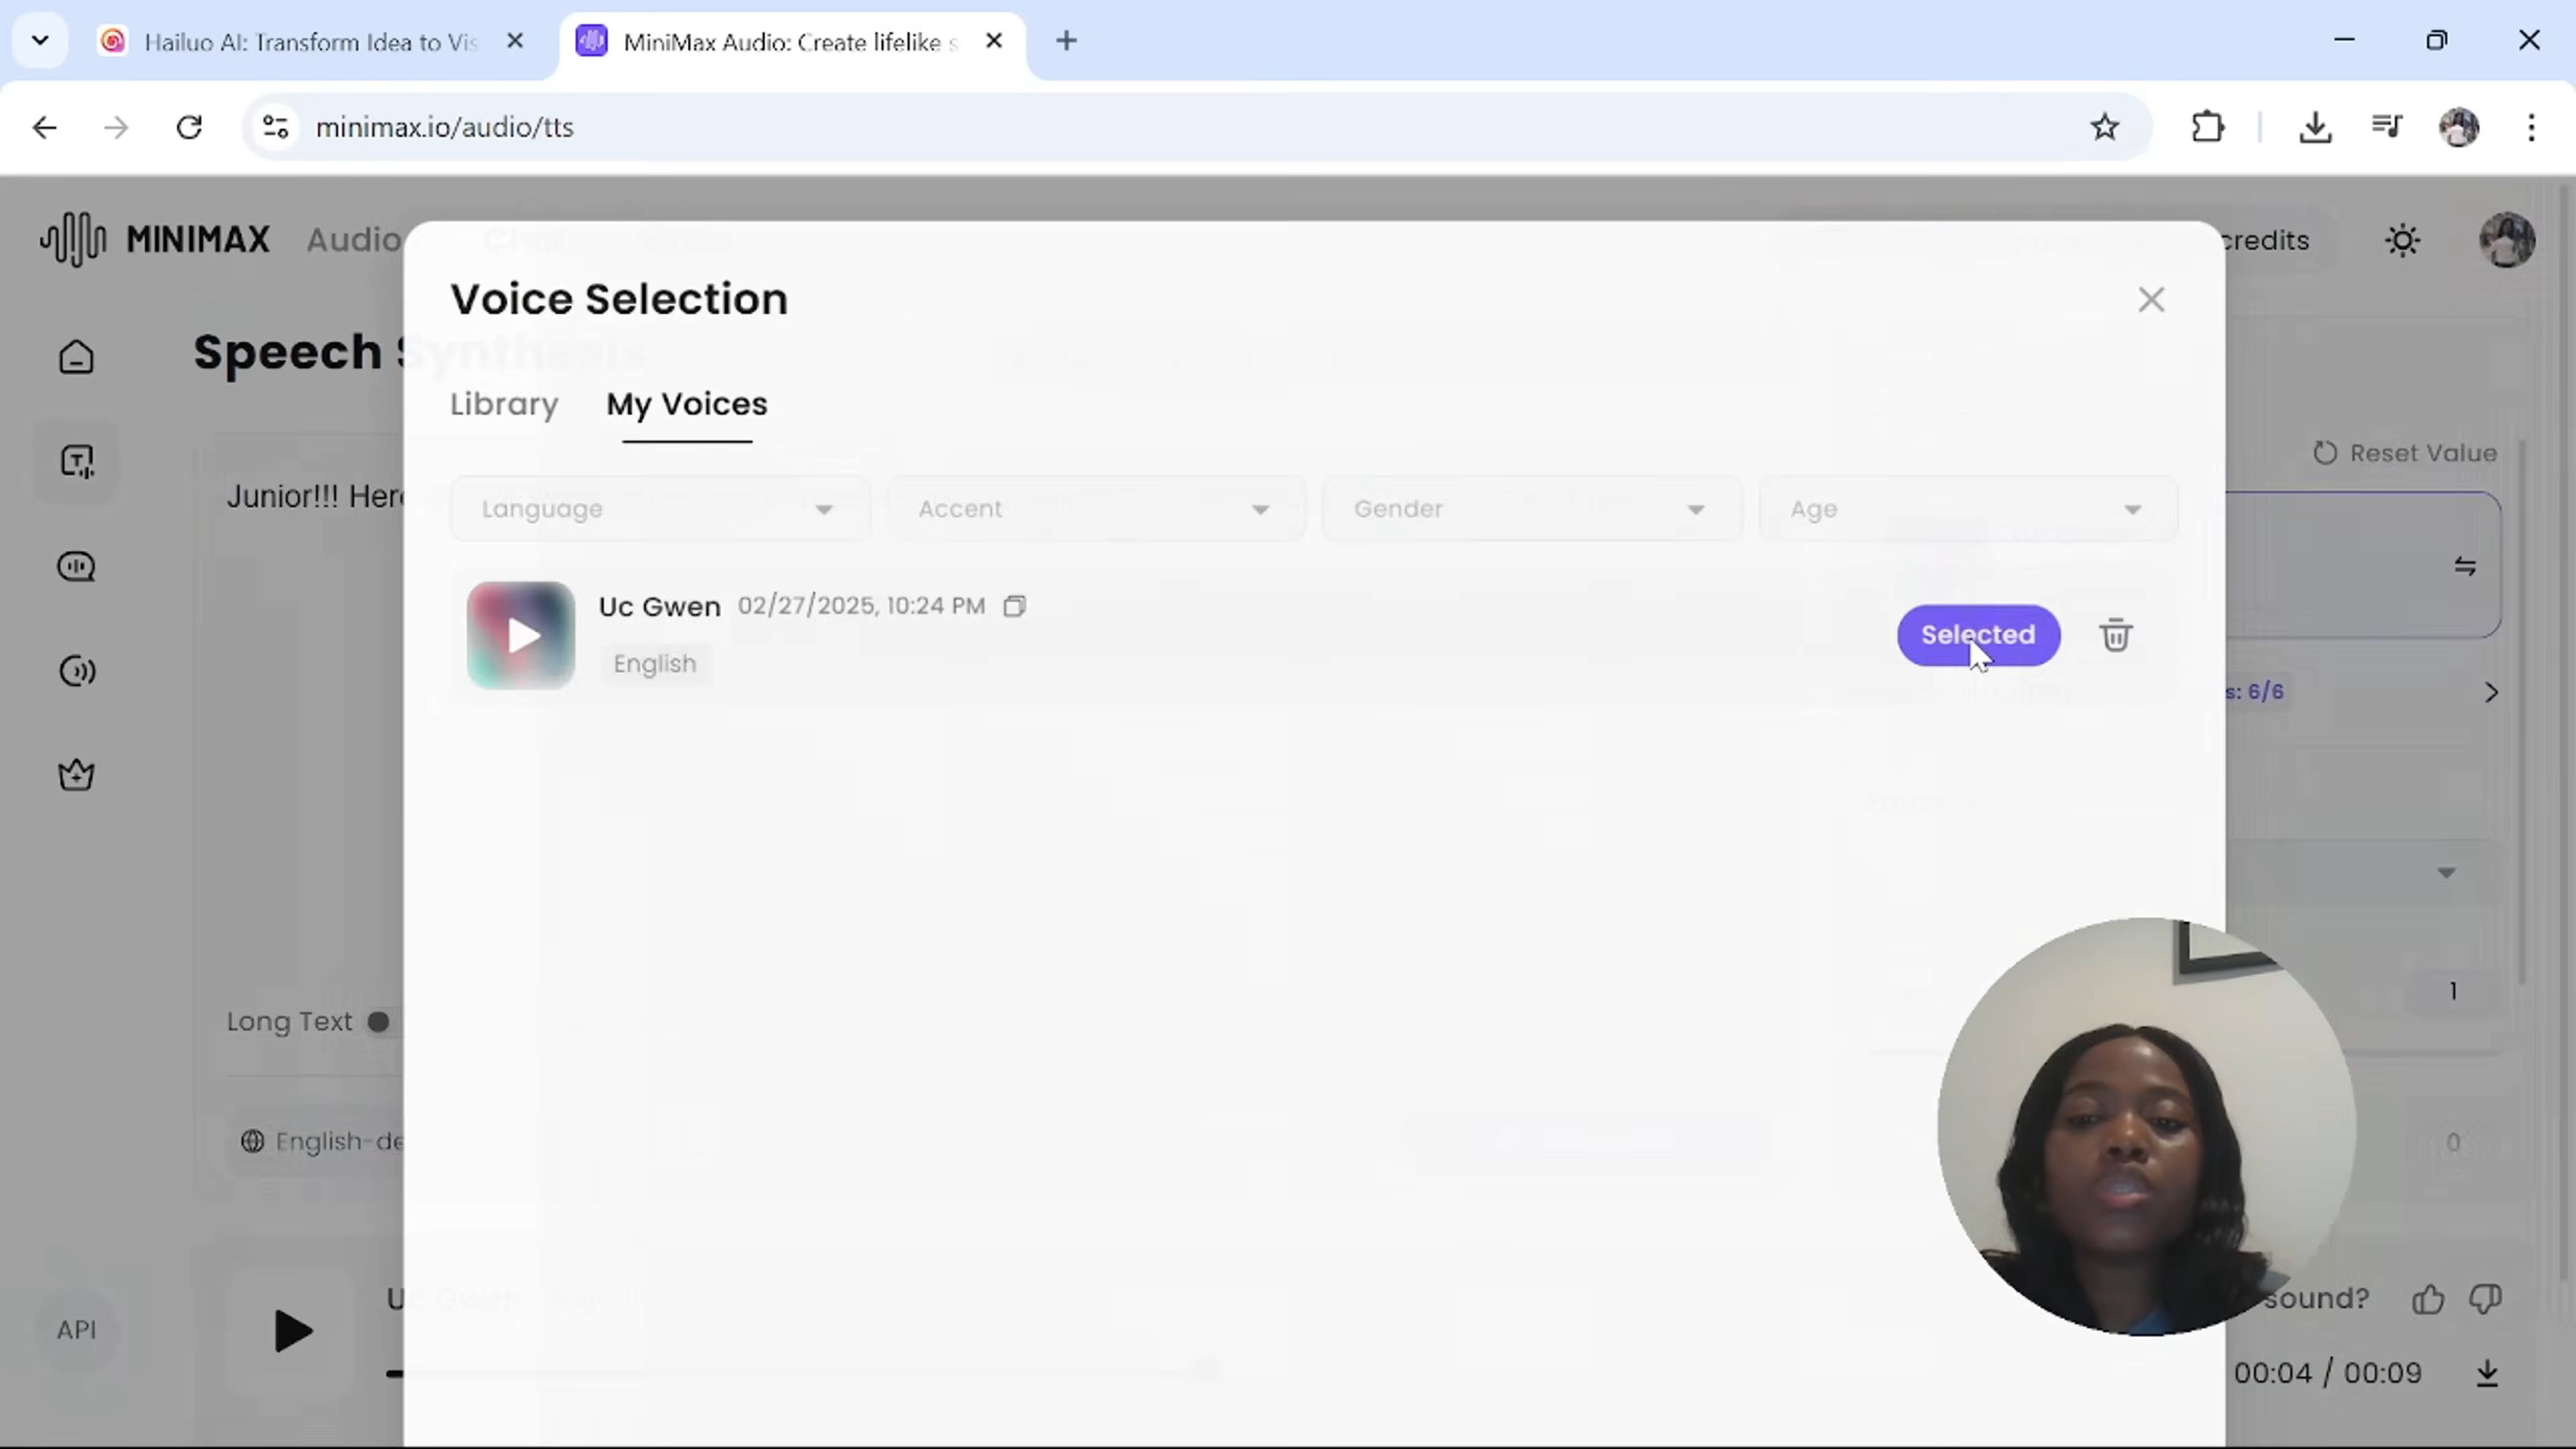 Hailuo AI: Transform Idea to Vis
MiniMax Audio: Create lifelike s
minimax.io/audio/tts
MINIMAX
Audio
credits
Voice Selection
Speech Synthesis
Library
My Voices
Reset Value
Junior!!! Here
Language
Accent
Gender
Age
Uc Gwen
02/27/2025, 10:24 PM
English
Selected
s: 6/6
Long Text
1
English-de
0
API
sound?
00:04 / 00:09